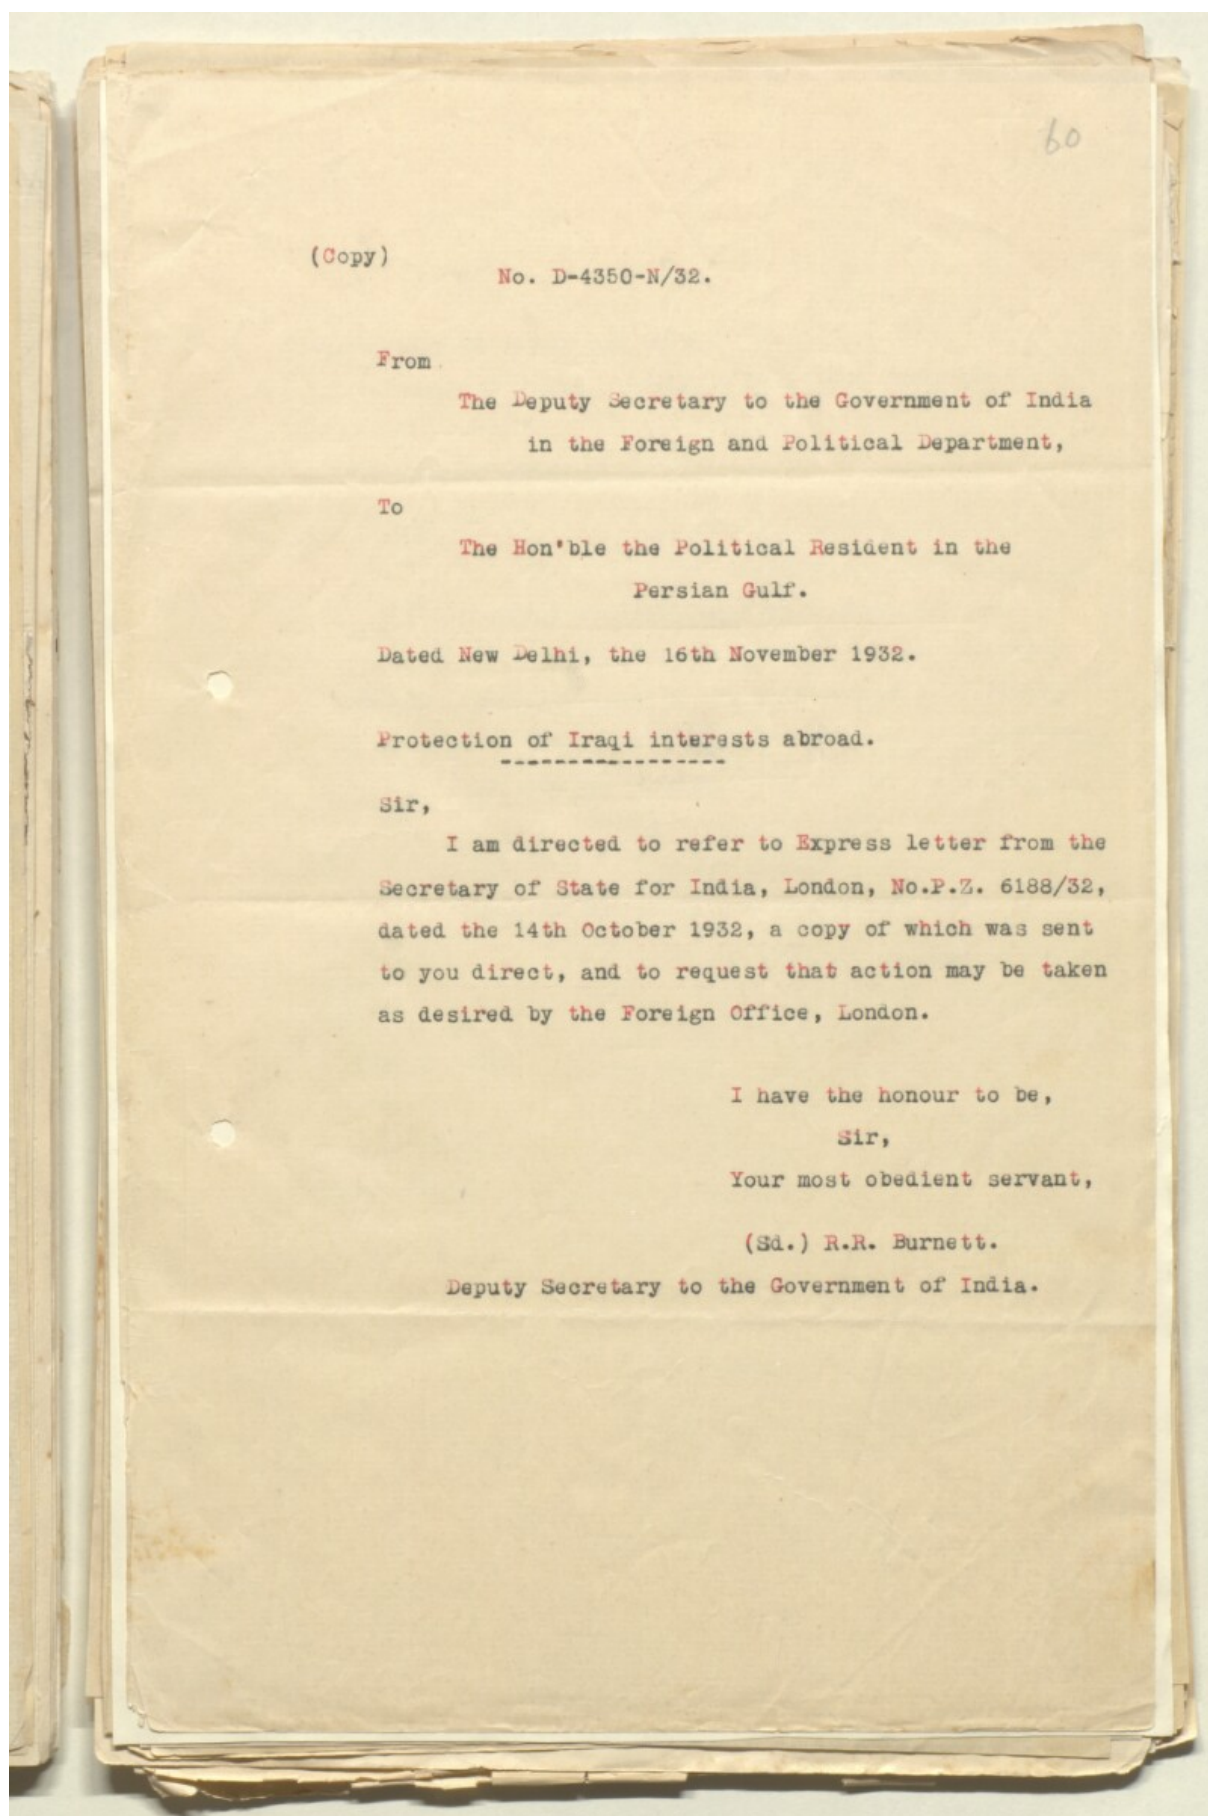 60
(Copy)
No. D-4350-N/32.
From
The Deputy Secretary to the Government of India
in the Foreign and Political Department,
To
The Hon'ble the Political Resident in the
Persian Gulf.
Dated New Delhi, the 16th November 1932.
Protection of Iraqi interests abroad.
-----------------
Sir,
I am directed to refer to Express letter from the
Secretary of State for India, London, No.P.Z. 6188/32,
dated the 14th October 1932, a copy of which was sent
to you direct, and to request that action may be taken
as desired by the Foreign Office, London.
I have the honour to be,
Sir,
Your most obedient servant,
(Sd.) R.R. Burnett.
Deputy Secretary to the Government of India.